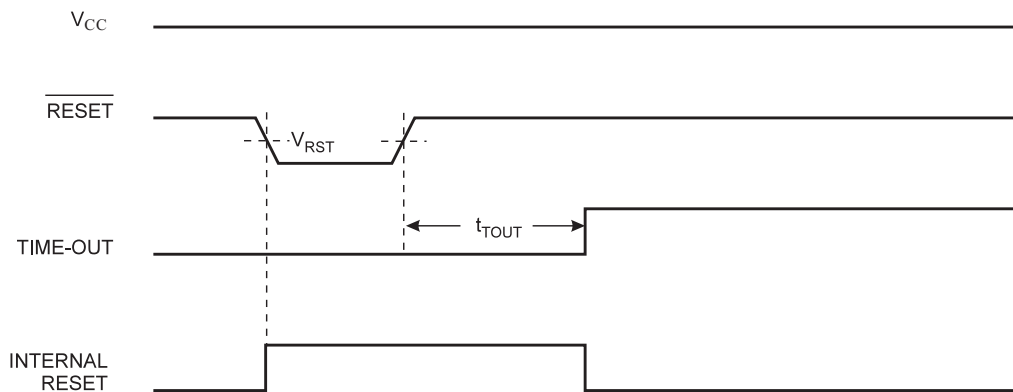 VCC
RESET
VRST
tTOUT
TIME-OUT
INTERNAL
RESET